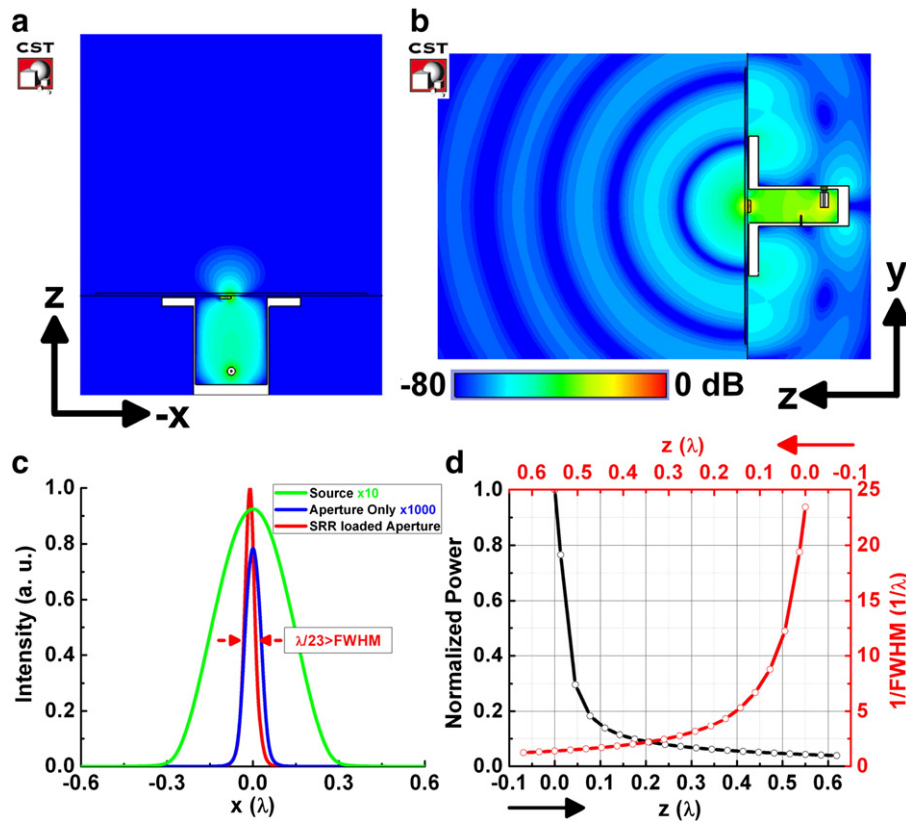 a
CST
z
-x
b
CST
y
z
-80
0 dB
c
Intensity (a. u.)
1.0
0.8
0.6
0.4
0.2
0.0
-0.6
-0.3
0.0
0.3
0.6
x (λ)
Source x10
Aperture Only x1000
SRR loaded Aperture
λ/23>FWHM
d
z (λ)
0.6
0.5
0.4
0.3
0.2
0.1
0.0
-0.1
Normalized Power
1.0
0.8
0.6
0.4
0.2
0.0
25
20
15
10
5
0
1/FWHM (1/λ)
-0.1
0.0
0.1
0.2
0.3
0.4
0.5
0.6
z (λ)